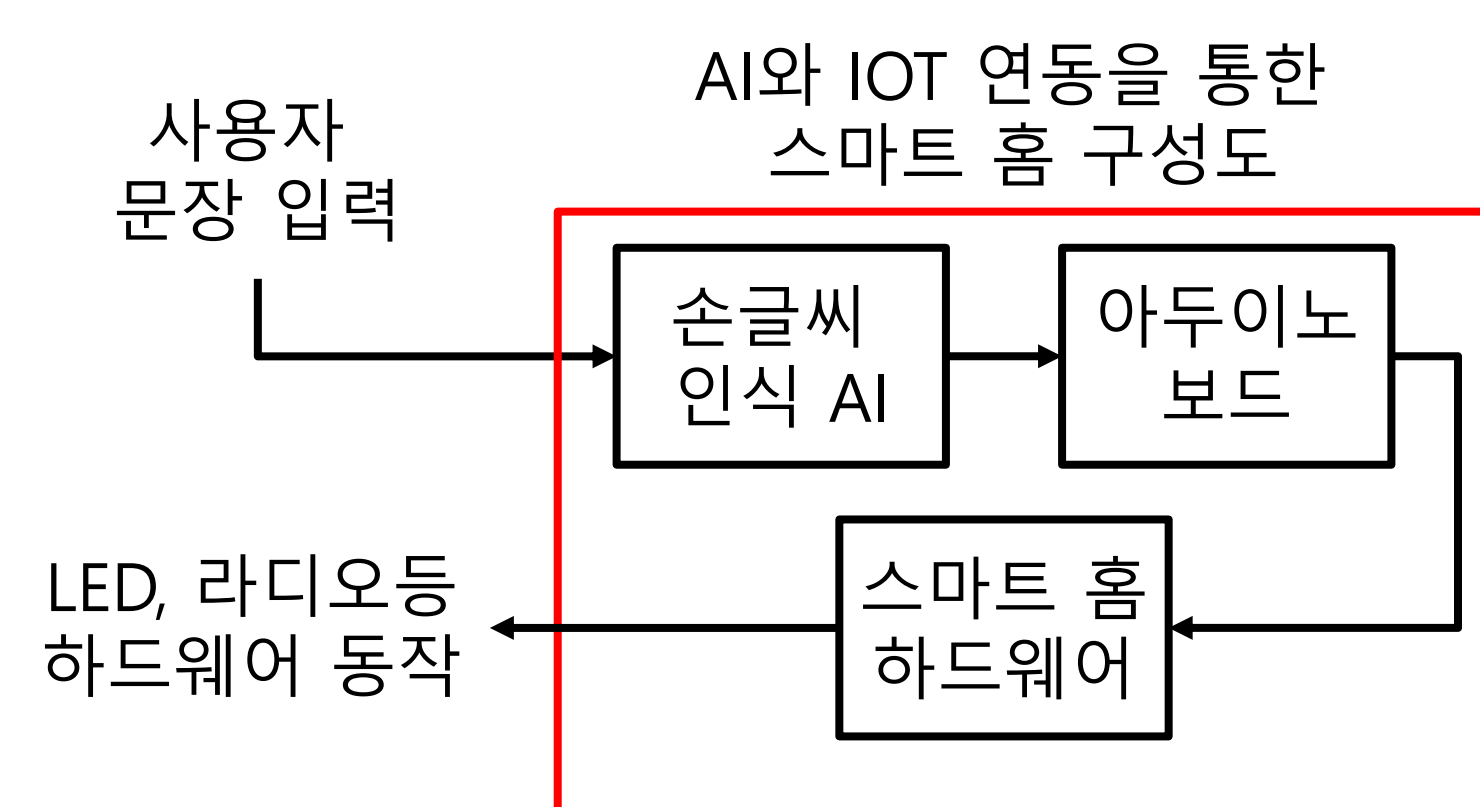 AI와 IOT 연동을 통한
스마트 홈 구성도
사용자
문장 입력
손글씨
인식 AI
아두이노
보드
스마트 홈
하드웨어
LED, 라디오등
하드웨어 동작